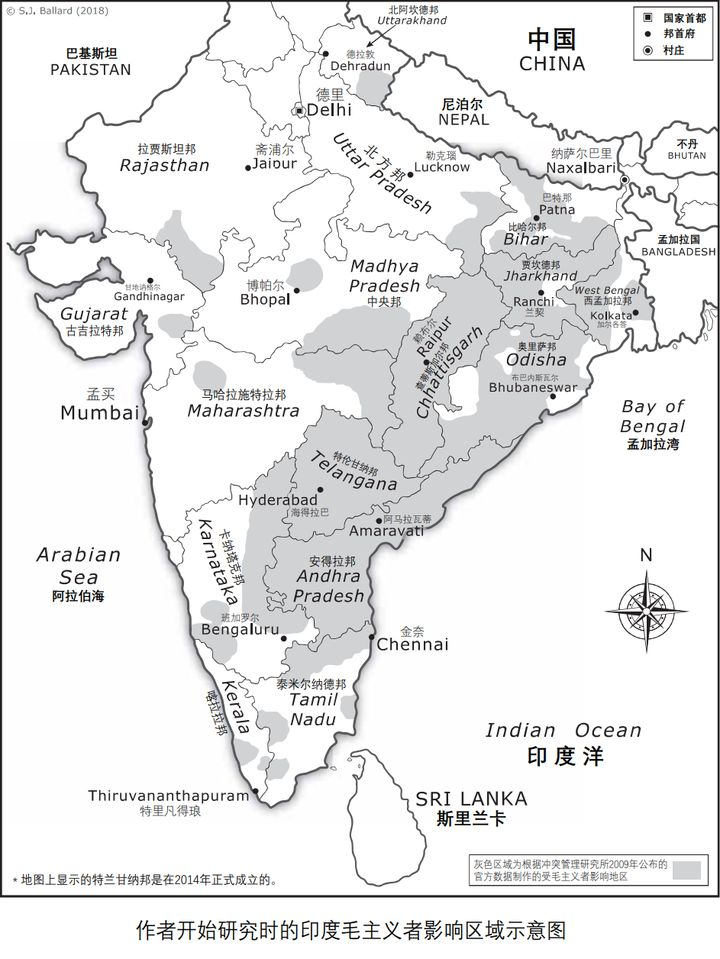 © S.J. Ballard (2018)
北阿坎德邦
Uttarakhand
国家首都
邦首府
村庄
巴基斯坦
PAKISTAN
德拉敦
Dehradun
中国
CHINA
德里
Delhi
尼泊尔
NEPAL
不丹
BHUTAN
拉贾斯坦邦
Rajasthan
斋浦尔
Jaipur
北方邦
Uttar Pradesh
勒克瑙
Lucknow
纳萨尔巴里
Naxalbari
巴特那
Patna
比哈尔邦
Bihar
孟加拉国
BANGLADESH
甘地讷格尔
Gandhinagar
Gujarat
古吉拉特邦
博帕尔
Bhopal
Madhya
Pradesh
中央邦
贾坎德邦
Jharkhand
Ranchi
兰契
West Bengal
西孟加拉邦
Kolkata
加尔各答
赖布尔
Raipur
查蒂斯加尔邦
Chhattisgarh
奥里萨邦
Odisha
布巴内斯瓦尔
Bhubaneswar
孟买
Mumbai
马哈拉施特拉邦
Maharashtra
Bay of
Bengal
孟加拉湾
特伦甘纳邦
Telangana
Hyderabad
海得拉巴
阿马拉瓦蒂
Amaravati
Arabian
Sea
阿拉伯海
卡纳塔克邦
Karnataka
安得拉邦
Andhra
Pradesh
N
班加罗尔
Bengaluru
金奈
Chennai
喀拉拉邦
Kerala
泰米尔纳德邦
Tamil
Nadu
Indian Ocean
印度洋
Thiruvananthapuram
特里凡得琅
SRI LANKA
斯里兰卡
* 地图上显示的特兰甘纳邦是在2014年正式成立的。
灰色区域为根据冲突管理研究所2009年公布的
官方数据制作的受毛主义者影响地区
作者开始研究时的印度毛主义者影响区域示意图